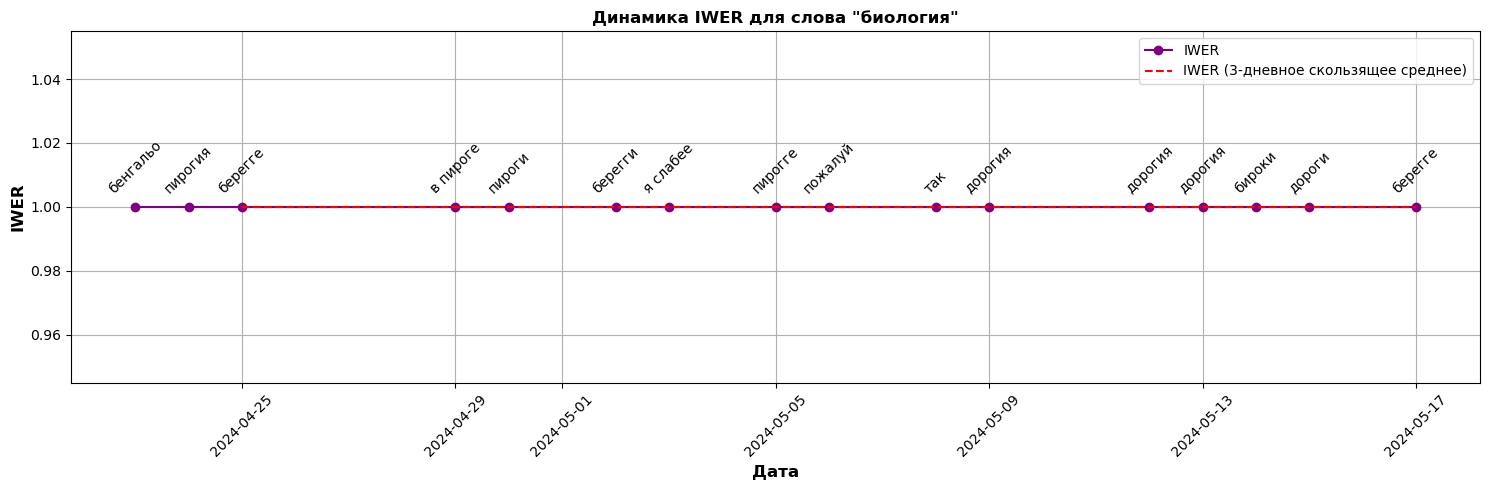 Динамика IWER для слова "биология"
IWER
IWER (3-дневное скользящее среднее)
1.04
1.02
1.00
0.98
0.96
IWER
бенгальо
пирогия
берегге
в пироге
пироги
берегги
я слабее
пирогге
пожалуй
так
дорогия
дорогия
дорогия
бироки
дороги
берегге
2024-04-25
2024-04-29
2024-05-01
2024-05-05
2024-05-09
2024-05-13
2024-05-17
Дата